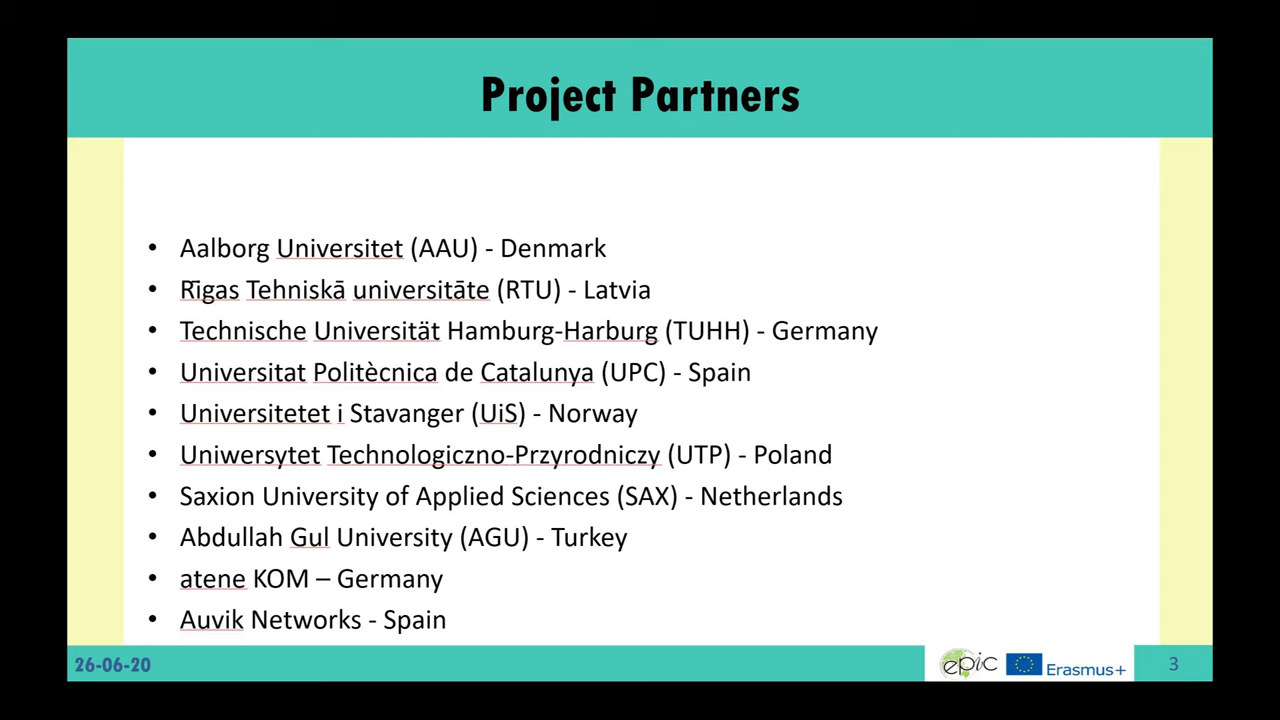 Project Partners
• Aalborg Universitet (AAU) - Denmark
• Rīgas Tehniskā universitāte (RTU) - Latvia
• Technische Universität Hamburg-Harburg (TUHH) - Germany
• Universitat Politècnica de Catalunya (UPC) - Spain
• Universitetet i Stavanger (UiS) - Norway
• Uniwersytet Technologiczno-Przyrodniczy (UTP) - Poland
• Saxion University of Applied Sciences (SAX) - Netherlands
• Abdullah Gul University (AGU) - Turkey
• atene KOM – Germany
• Auvik Networks - Spain
26-06-20
epic
Erasmus+
3